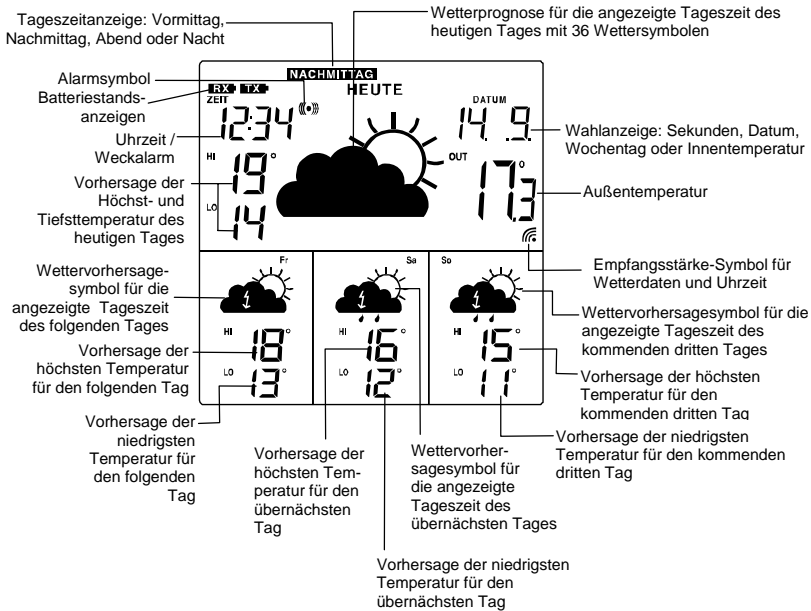 Tageszeitanzeige: Vormittag,
Nachmittag, Abend oder Nacht
Wetterprognose für die angezeigte Tageszeit des
heutigen Tages mit 36 Wettersymbolen
Alarmsymbol
Batteriestands-
anzeigen
Uhrzeit /
Weckalarm
Vorhersage der
Höchst- und
Tiefsttemperatur des
heutigen Tages
NACHMITTAG
HEUTE
RX TX
ZEIT
12:34
HI
19°
LO
14
DATUM
14. 9.
OUT
17.3°
Wahlanzeige: Sekunden, Datum,
Wochentag oder Innentemperatur
Außentemperatur
Empfangsstärke-Symbol für
Wetterdaten und Uhrzeit
Wettervorhersage-
symbol für die
angezeigte Tageszeit
des folgenden Tages
Vorhersage der
höchsten Temperatur
für den folgenden Tag
Fr
HI
18°
LO
13°
Sa
HI
16°
LO
12°
So
HI
15°
LO
11°
Wettervorhersagesymbol für die
angezeigte Tageszeit des
kommenden dritten Tages
Vorhersage der höchsten
Temperatur für den
kommenden dritten Tag
Vorhersage der niedrigsten
Temperatur für den kommenden
dritten Tag
Vorhersage der
niedrigsten
Temperatur für
den folgenden
Tag
Vorhersage der
höchsten Tem-
peratur für den
übernächsten
Tag
Wettervorher-
sagesymbol für
die angezeigte
Tageszeit des
übernächsten Tages
Vorhersage der niedrigsten
Temperatur für den
übernächsten Tag